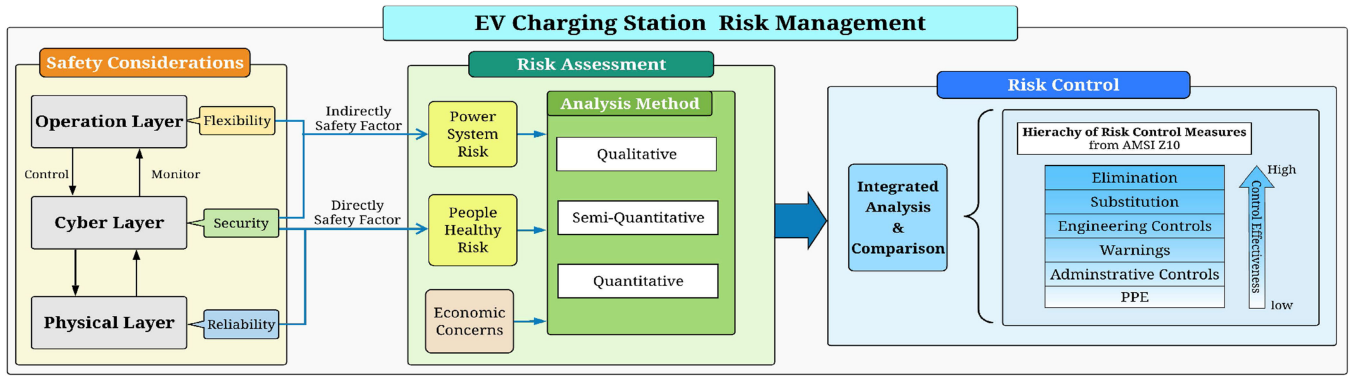 EV Charging Station Risk Management
Safety Considerations
Operation Layer
Flexibility
Control
Monitor
Cyber Layer
Security
Physical Layer
Reliability
Indirectly
Safety Factor
Directly
Safety Factor
Risk Assessment
Power
System
Risk
People
Healthy
Risk
Economic
Concerns
Analysis Method
Qualitative
Semi-Quantitative
Quantitative
Risk Control
Integrated
Analysis
&
Comparison
Hierachy of Risk Control Measures
from AMSI Z10
Elimination
Substitution
Engineering Controls
Warnings
Adminstrative Controls
PPE
High
Control Effectiveness
low